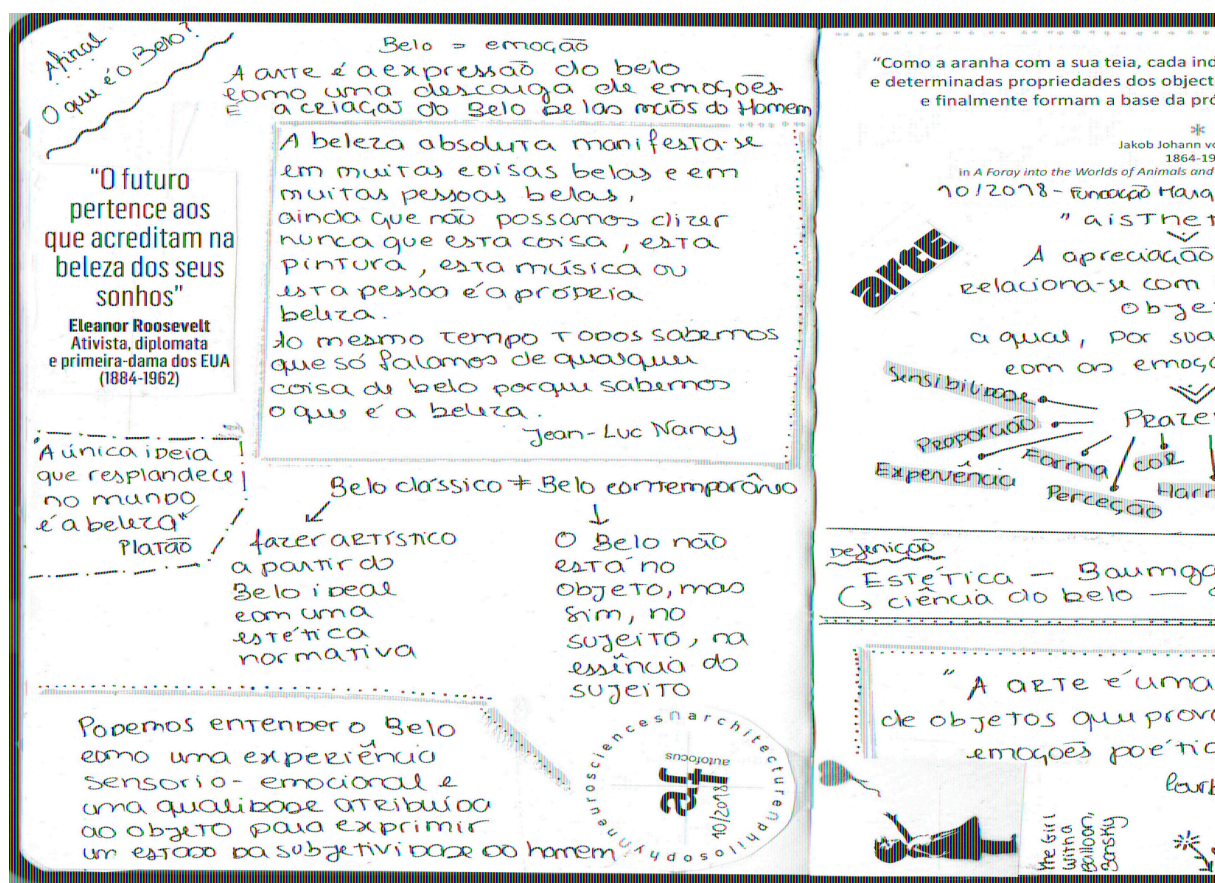 Afinal
O que é o Belo?
Belo = emoção
A arte é a expressão do belo
como uma descarga de emoções
E a criação do Belo pelas mãos do Homem
"O futuro
pertence aos
que acreditam na
beleza dos seus
sonhos"
Eleanor Roosevelt
Ativista, diplomata
e primeira-dama dos EUA
(1884-1962)
A beleza absoluta manifesta-se
em muitas coisas belas e em
muitas pessoas belas,
ainda que não possamos dizer
nunca que esta coisa, esta
pintura, esta música ou
esta pessoa é a própria
beleza.
Ao mesmo tempo todos sabemos
que só falamos de qualquer
coisa de belo porque sabemos
o que é a beleza.
Jean-Luc Nancy
"A única ideia
que resplandece
no mundo
é a beleza"
Platão
Belo clássico ≠ Belo contemporâneo
fazer artístico
a partir do
Belo ideal
com uma
estética
normativa
O Belo não
está no
objeto, mas
sim, no
sujeito, na
essência do
sujeito
Podemos entender o Belo
como uma experiência
sensorio-emocional e
uma qualidade atribuída
ao objeto para exprimir
um estado da subjetividade do homem
neurosciencesnarchitecturenphilosophy
autofocus
af
10/2018
"Como a aranha com a sua teia, cada ind
e determinadas propriedades dos object
e finalmente formam a base da pró
Jakob Johann vo
1864-19
in A Foray into the Worlds of Animals and
10/2018 - Fundação Marq
"aisthet
arte
A apreciação
relaciona-se com
obje
a qual, por sua
com as emoçõ
Prazer
Sensibilidade
Proporção
Experiência
Forma
Perceção
cor
Harm
Defenição
Estética — Baumga
ciência do belo —
"A arte é uma
de objetos que provo
emoções poétic
The Girl
With a
Balloon,
Bansky